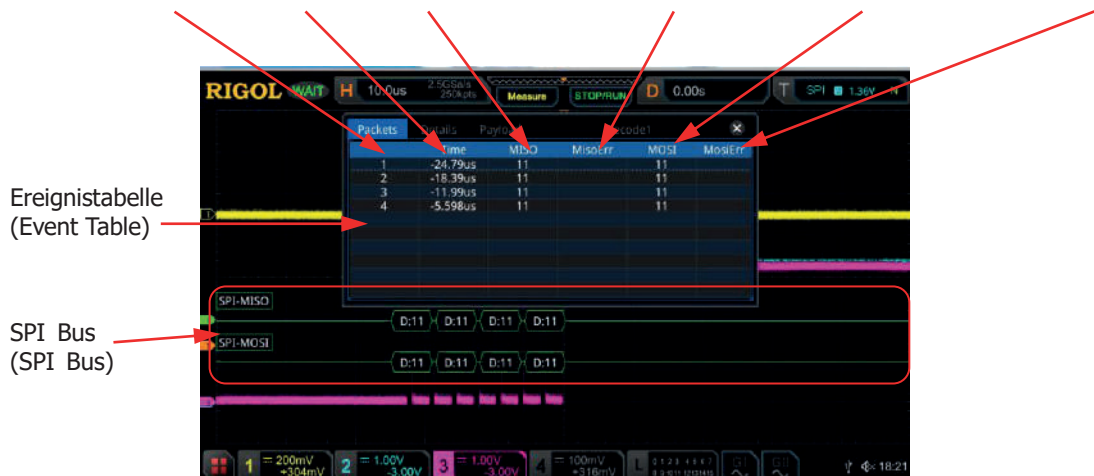 RIGOL WAIT H 10.0us 2.5GSa/s 250kpts Measure STOP/RUN D 0.00s T SPI 1.36V N
Packets Details Payload Decode1
Time MISO MisoErr MOSI MosiErr
1 -24.79us 11 11
2 -18.39us 11 11
3 -11.99us 11 11
4 -5.598us 11 11
Ereignistabelle
(Event Table)
SPI-MISO
D:11 D:11 D:11 D:11
SPI Bus
(SPI Bus)
SPI-MOSI
D:11 D:11 D:11 D:11
1 200mV +304mV 2 1.00V -3.00V 3 1.00V -3.00V 4 100mV +316mV L GI GII 18:21